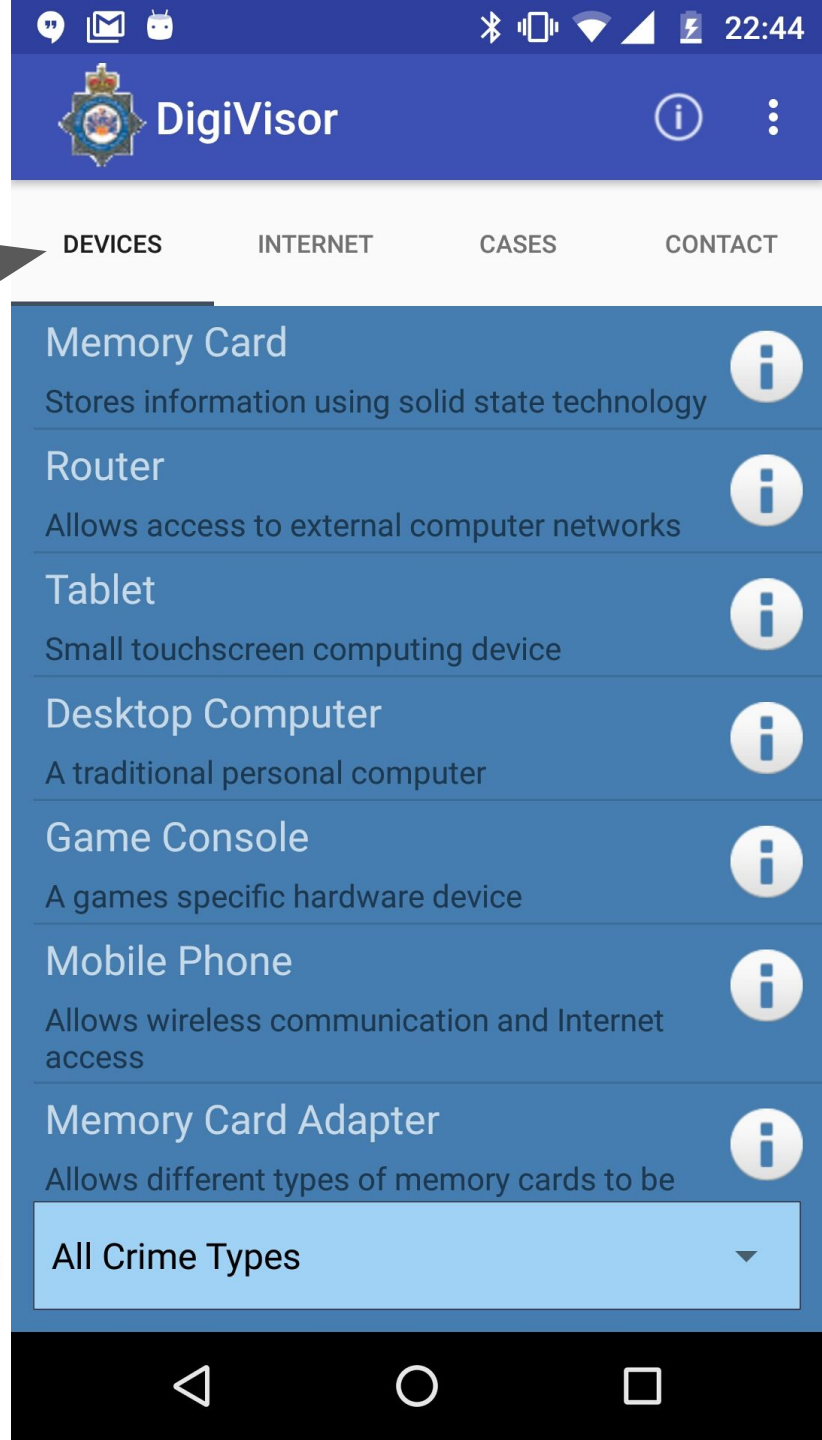 22:44
DigiVisor
DEVICES INTERNET CASES CONTACT
Memory Card
Stores information using solid state technology
Router
Allows access to external computer networks
Tablet
Small touchscreen computing device
Desktop Computer
A traditional personal computer
Game Console
A games specific hardware device
Mobile Phone
Allows wireless communication and Internet
access
Memory Card Adapter
Allows different types of memory cards to be
All Crime Types